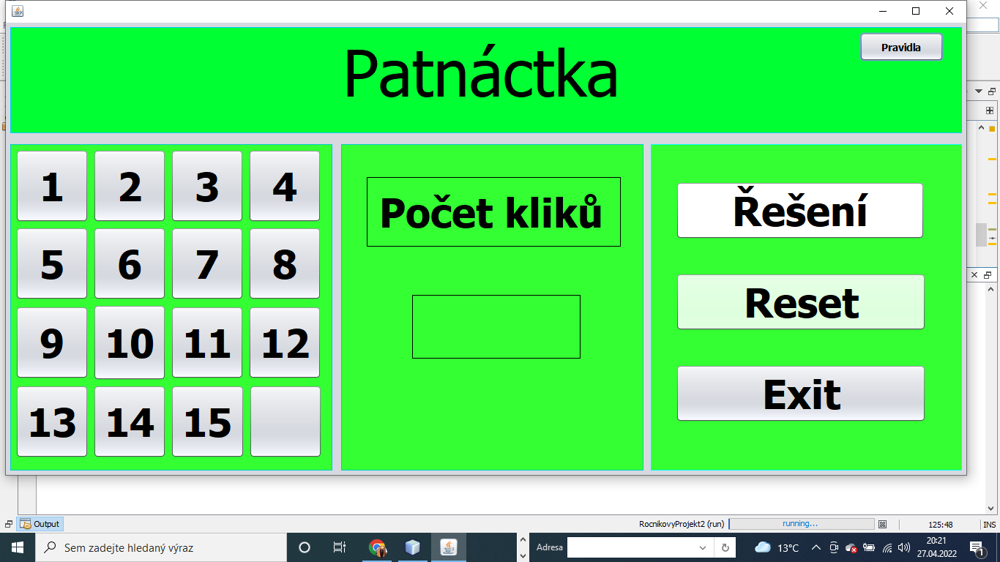 Patnáctka
Pravidla
1 2 3 4
5 6 7 8
9 10 11 12
13 14 15
Počet kliků
Řešení
Reset
Exit
Output
RocnikovyProjekt2 (run)
running...
125:48
INS
Sem zadejte hledaný výraz
Adresa
13°C
20:21
27.04.2022
1